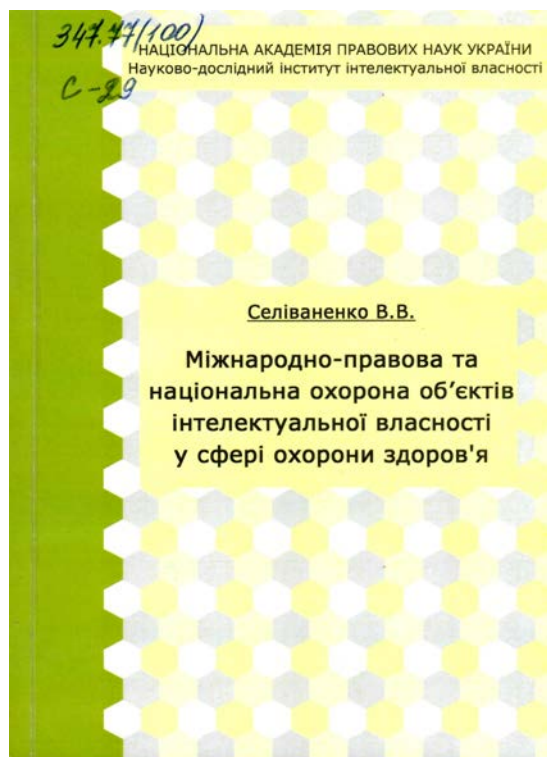 347.77(100)
С-29
НАЦІОНАЛЬНА АКАДЕМІЯ ПРАВОВИХ НАУК УКРАЇНИ
Науково-дослідний інститут інтелектуальної власності
Селіваненко В.В.
Міжнародно-правова та
національна охорона об’єктів
інтелектуальної власності
у сфері охорони здоров'я